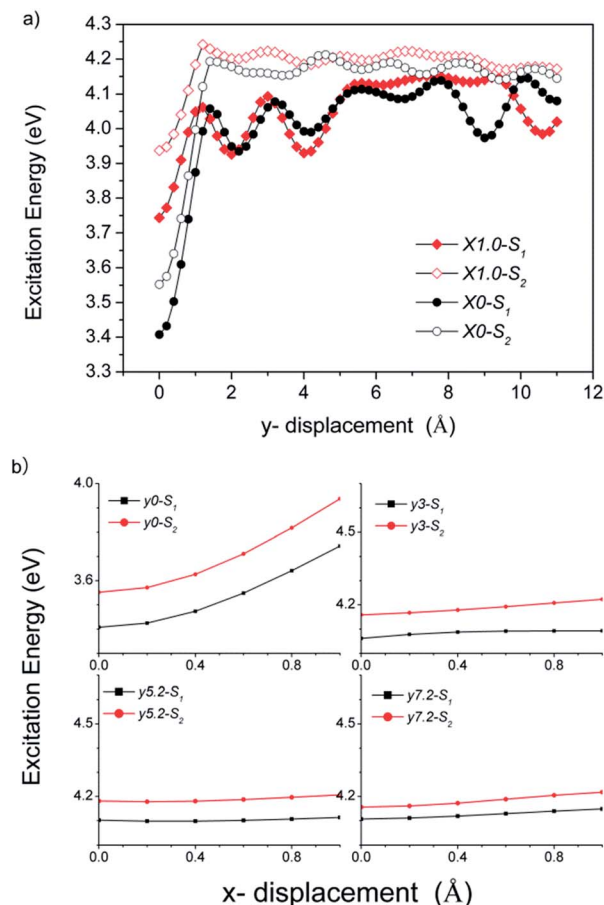 a)
4.3
4.2
4.1
4.0
3.9
3.8
3.7
3.6
3.5
3.4
3.3
Excitation Energy (eV)
X1.0-S1
X1.0-S2
X0-S1
X0-S2
0 2 4 6 8 10 12
y- displacement (Å)
b)
4.0
3.6
y0-S1
y0-S2
0.0 0.4 0.8
4.5
4.2
y3-S1
y3-S2
0.0 0.4 0.8
Excitation Energy (eV)
4.5
4.2
y5.2-S1
y5.2-S2
0.0 0.4 0.8
4.5
4.2
y7.2-S1
y7.2-S2
0.0 0.4 0.8
x- displacement (Å)